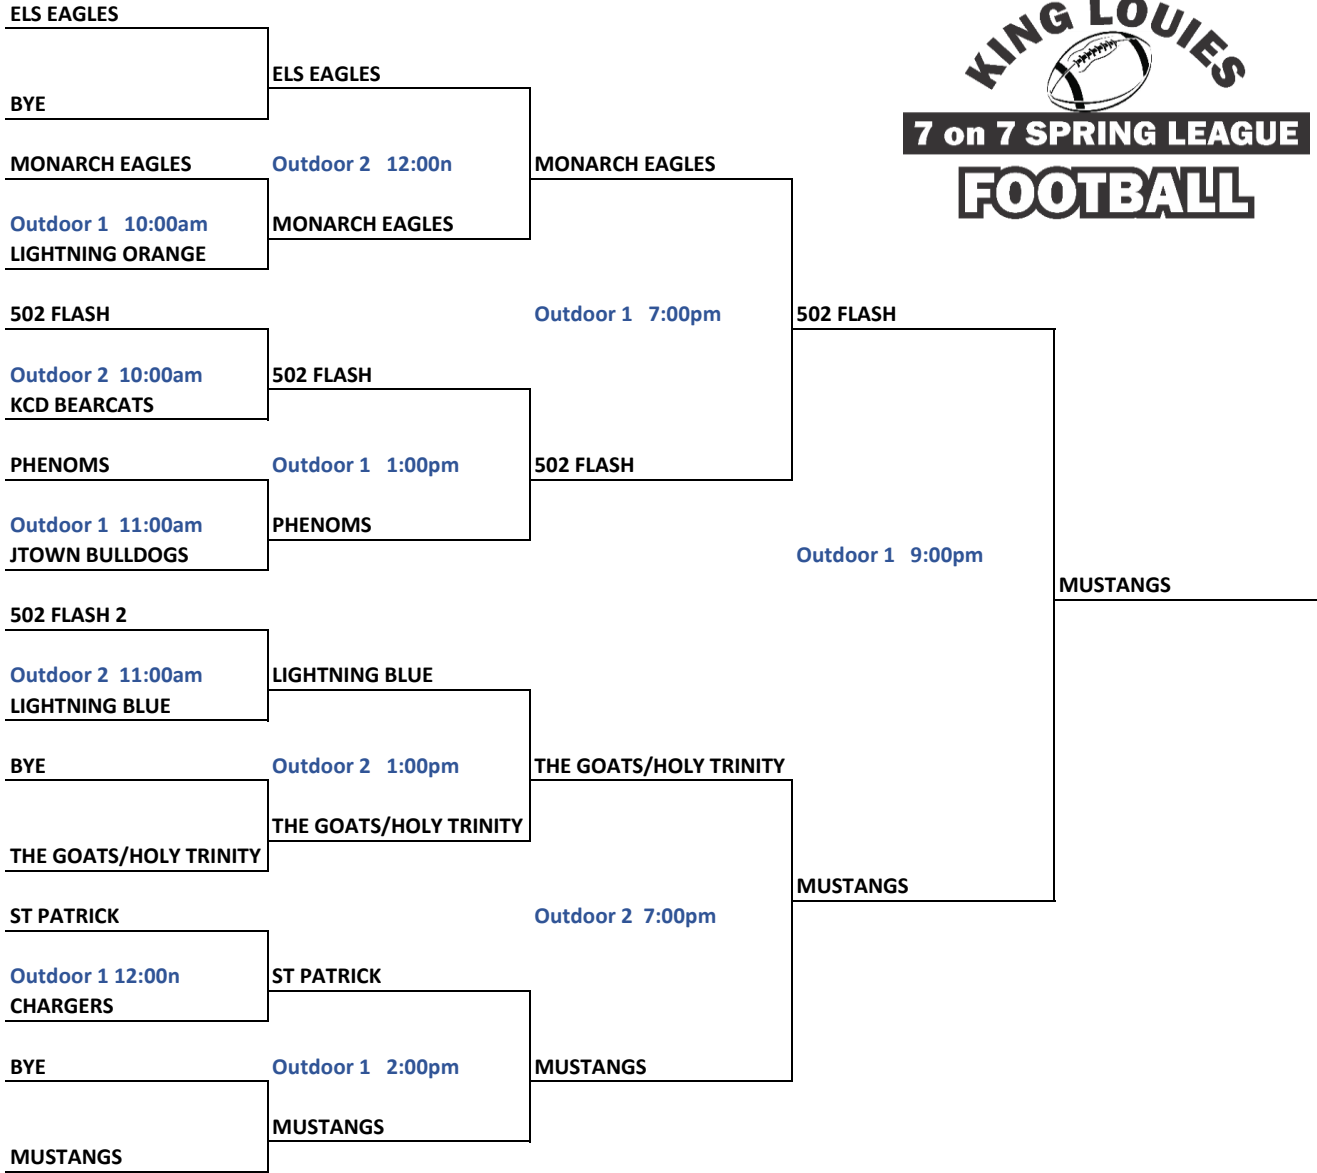 ELS EAGLES
KING LOUIES
ELS EAGLES
BYE
7 on 7 SPRING LEAGUE
MONARCH EAGLES Outdoor 2 12:00n MONARCH EAGLES
FOOTBALL
Outdoor 1 10:00am MONARCH EAGLES
LIGHTNING ORANGE
502 FLASH Outdoor 1 7:00pm 502 FLASH
Outdoor 2 10:00am 502 FLASH
KCD BEARCATS
PHENOMS Outdoor 1 1:00pm 502 FLASH
Outdoor 1 11:00am PHENOMS
JTOWN BULLDOGS Outdoor 1 9:00pm
MUSTANGS
502 FLASH 2
Outdoor 2 11:00am LIGHTNING BLUE
LIGHTNING BLUE
BYE Outdoor 2 1:00pm THE GOATS/HOLY TRINITY
THE GOATS/HOLY TRINITY
THE GOATS/HOLY TRINITY
MUSTANGS
ST PATRICK Outdoor 2 7:00pm
Outdoor 1 12:00n ST PATRICK
CHARGERS
BYE Outdoor 1 2:00pm MUSTANGS
MUSTANGS
MUSTANGS